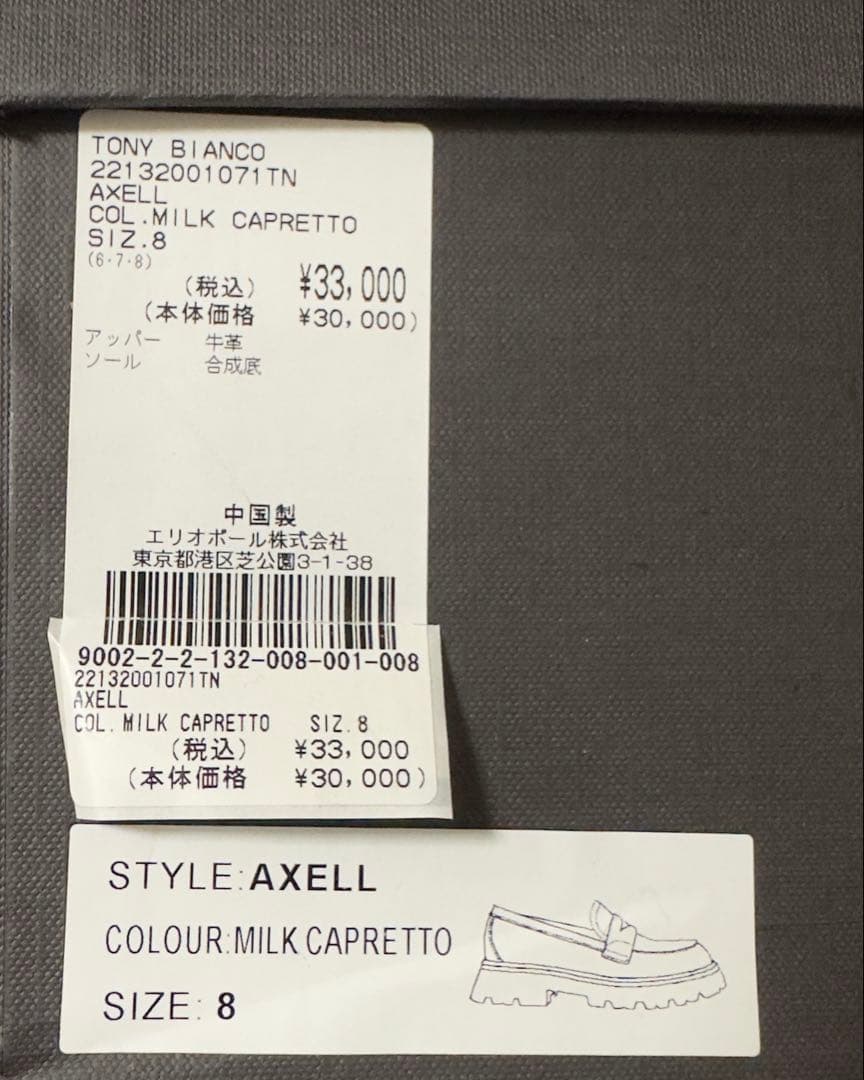 TONY BIANCO
22132001071TN
AXELL
COL.MILK CAPRETTO
SIZ.8
(6・7・8)
(税込) ¥33,000
(本体価格 ¥30,000)
アッパー 牛革
ソール 合成底
中国製
エリオポール株式会社
東京都港区芝公園3-1-38
9002-2-2-132-008-001-008
22132001071TN
AXELL
COL.MILK CAPRETTO SIZ.8
(税込) ¥33,000
(本体価格 ¥30,000)
STYLE:AXELL
COLOUR:MILK CAPRETTO
SIZE: 8